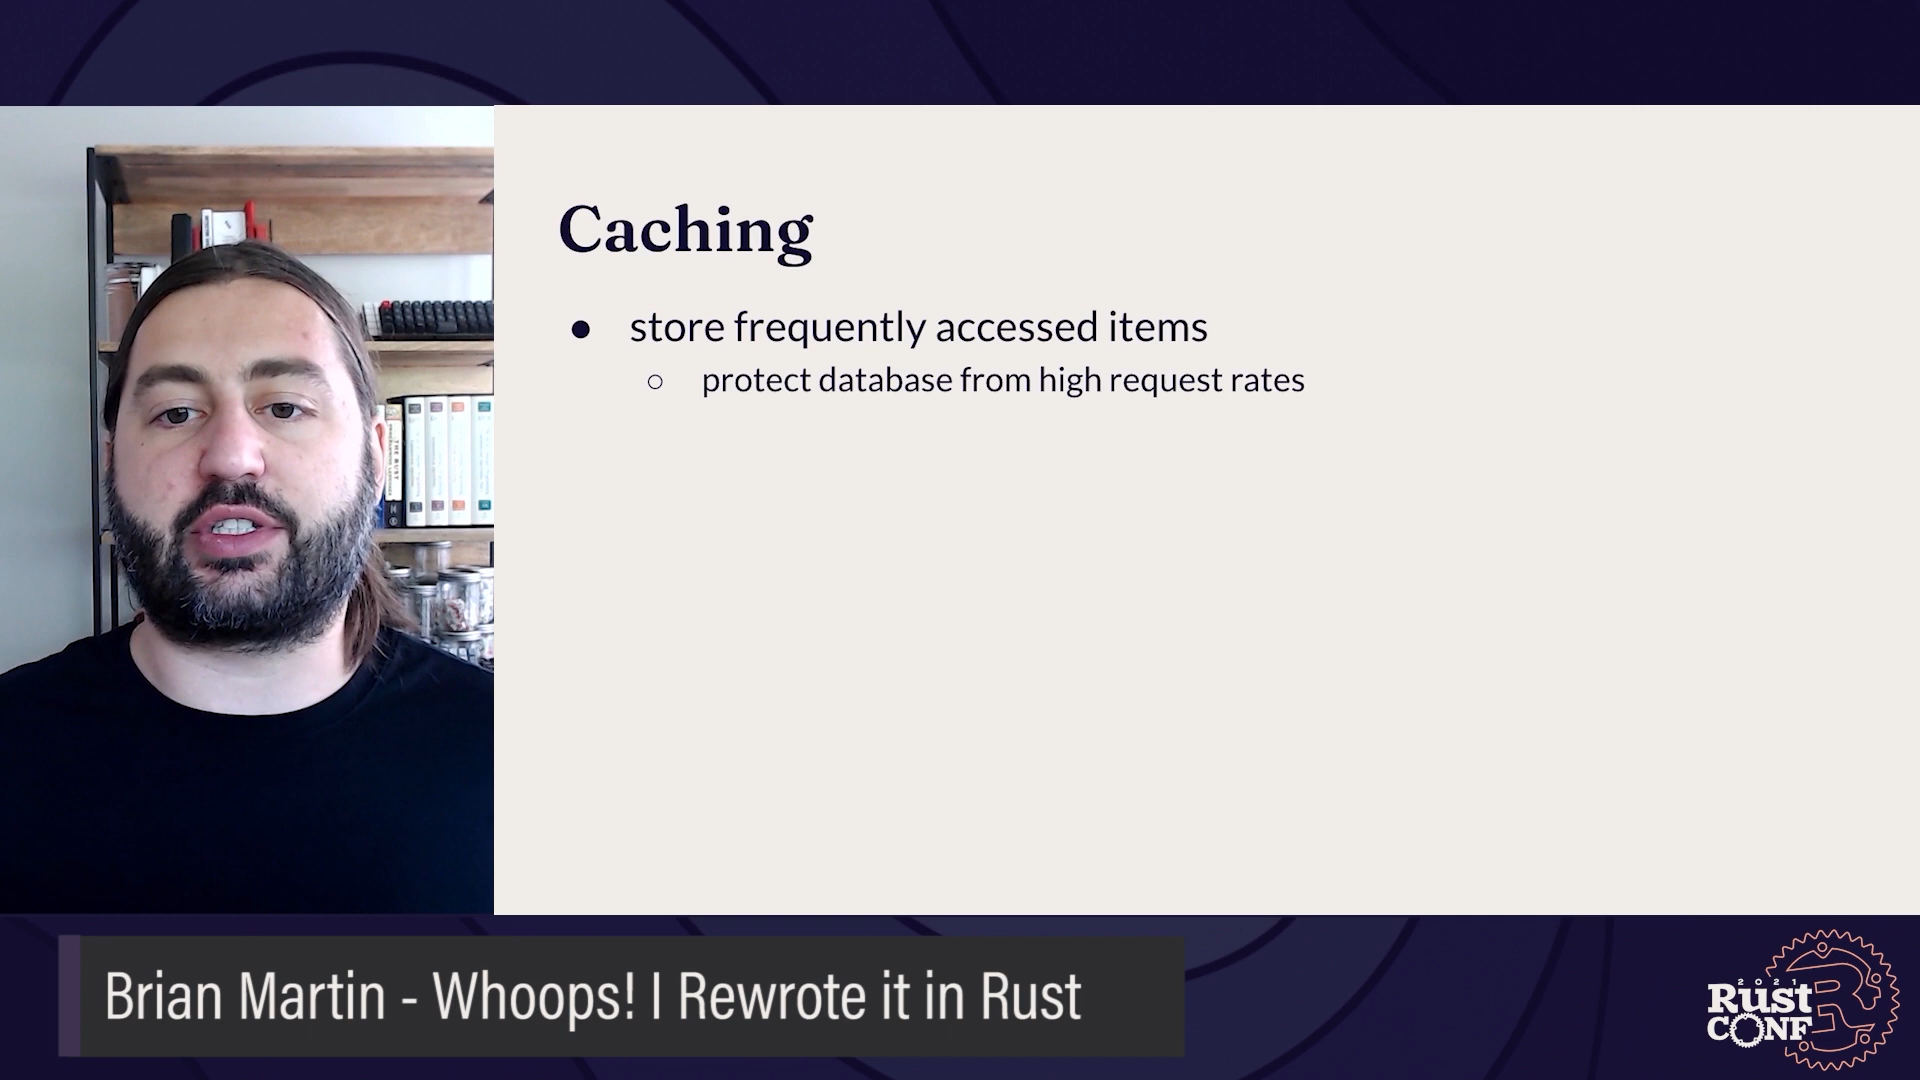 Caching
● store frequently accessed items
○ protect database from high request rates
Brian Martin - Whoops! I Rewrote it in Rust
2021
Rust
CONF